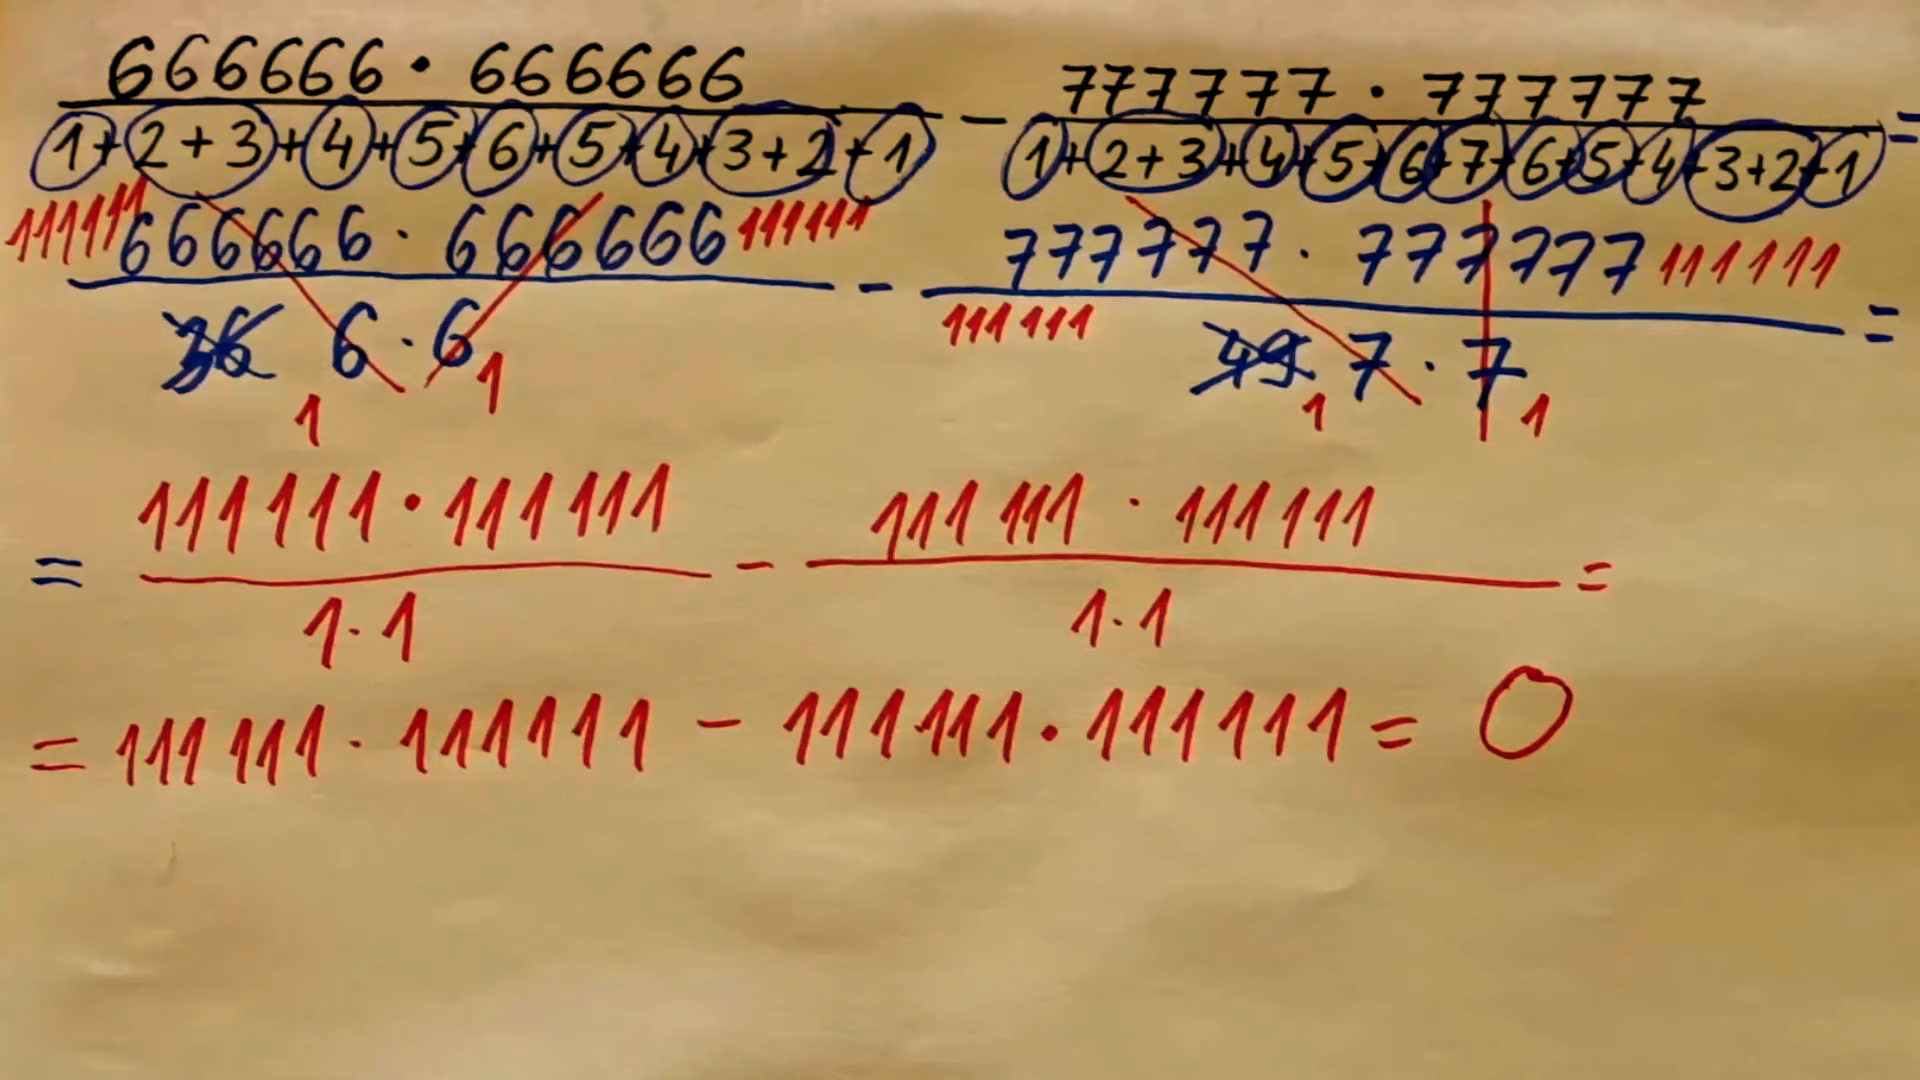 666666 · 666666 / 1+2+3+4+5+6+5+4+3+2+1 - 777777 · 777777 / 1+2+3+4+5+6+7+6+5+4+3+2+1 =
111111 666666 · 666666 111111 / 36 6 · 6 1 1 - 777777 · 777777 111111 / 111111 49 7 · 7 1 1 =
= 111111 · 111111 / 1 · 1 - 111111 · 111111 / 1 · 1 =
= 111111 · 111111 - 111111 · 111111 = 0